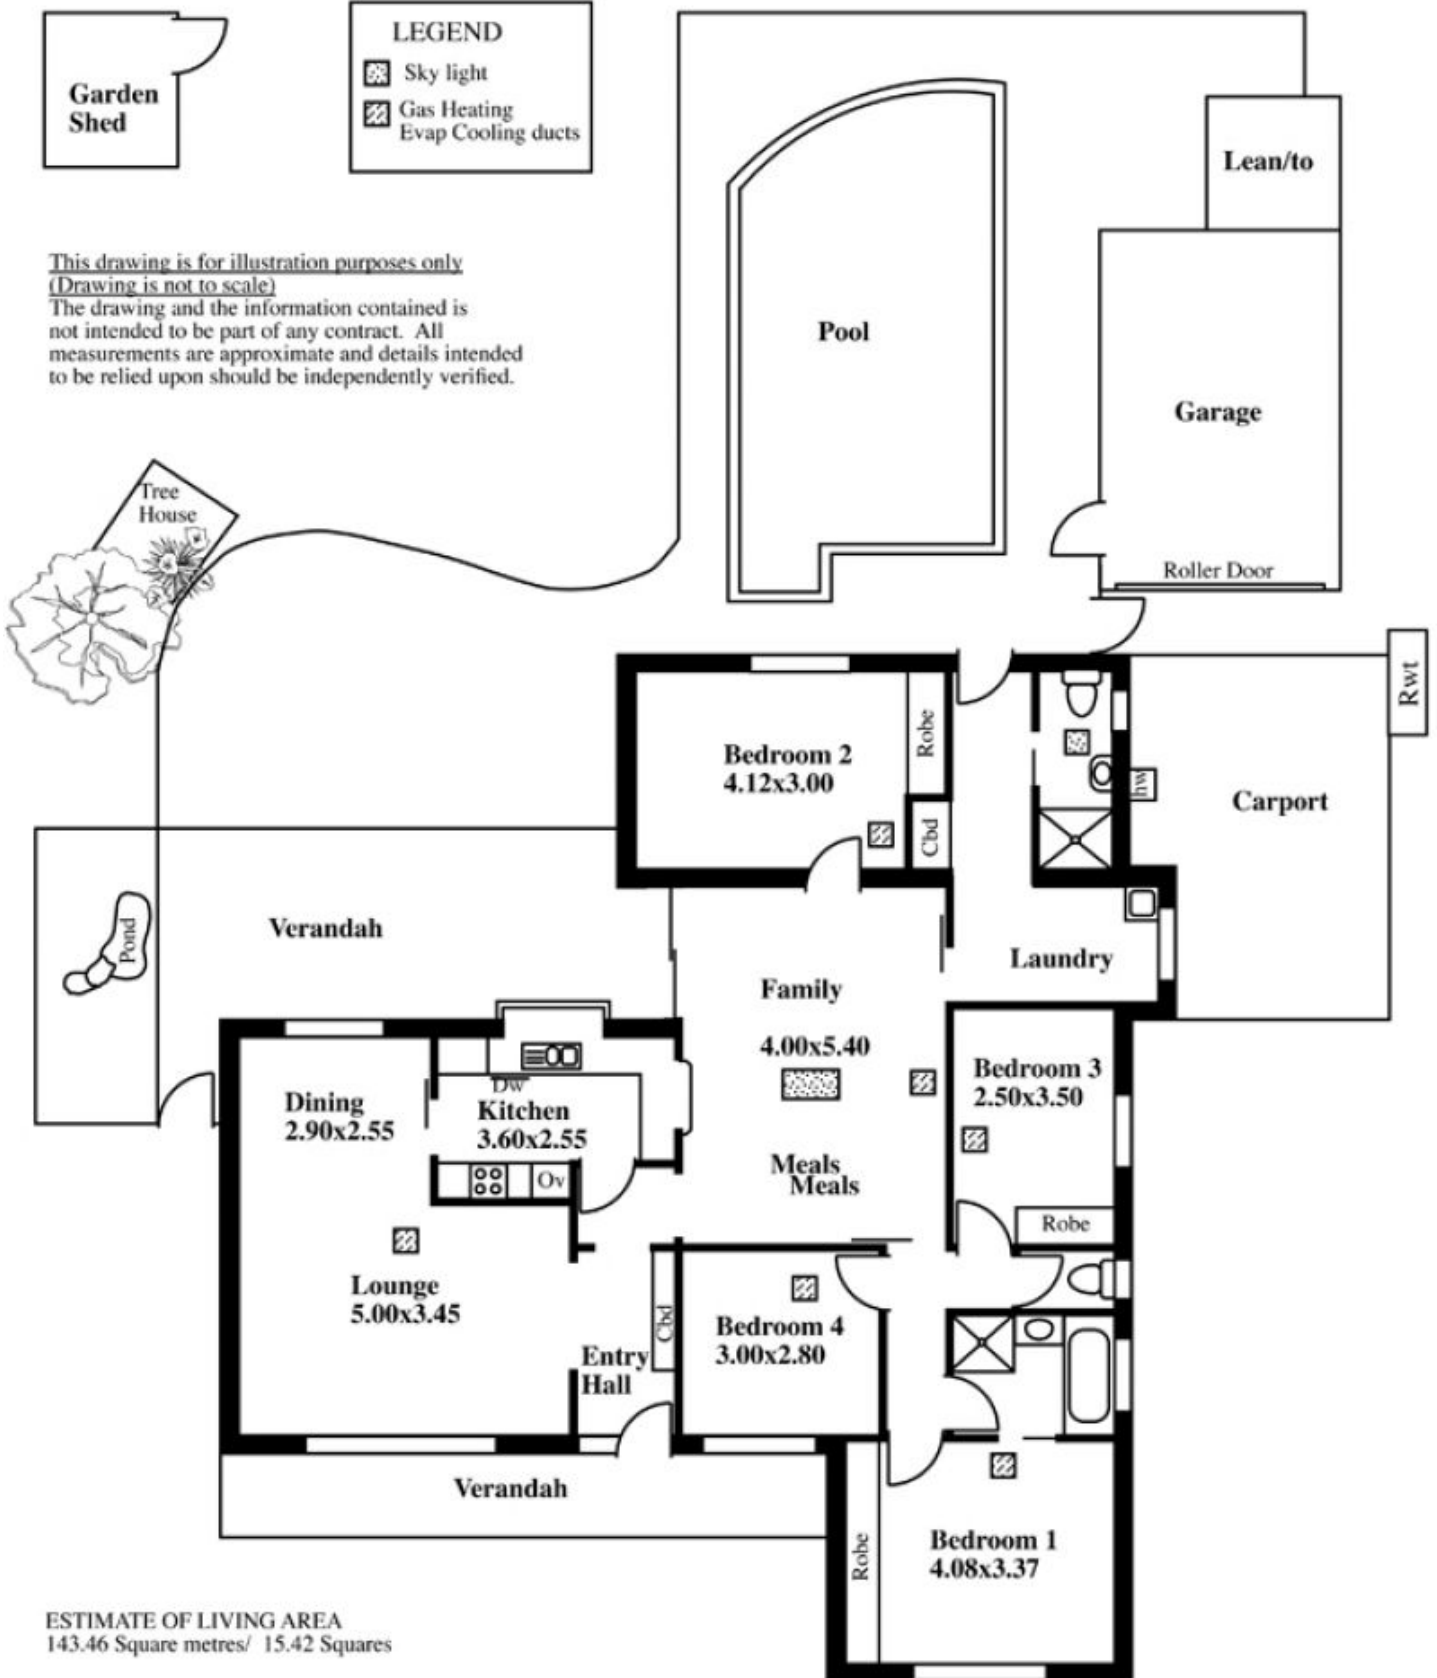 Garden
Shed
LEGEND
Sky light
Gas Heating
Evap Cooling ducts
Lean/to
This drawing is for illustration purposes only
(Drawing is not to scale)
The drawing and the information contained is
not intended to be part of any contract. All
measurements are approximate and details intended
to be relied upon should be independently verified.
Pool
Garage
Tree
House
Roller Door
Rwt
Bedroom 2
4.12x3.00
Robe
hw
Carport
Cbd
Pond
Verandah
Laundry
Family
4.00x5.40
Dw
Dining
2.90x2.55
Kitchen
3.60x2.55
Bedroom 3
2.50x3.50
Meals
Meals
Ov
Robe
Lounge
5.00x3.45
Cbd
Bedroom 4
3.00x2.80
Entry
Hall
Verandah
Robe
Bedroom 1
4.08x3.37
ESTIMATE OF LIVING AREA
143.46 Square metres/ 15.42 Squares